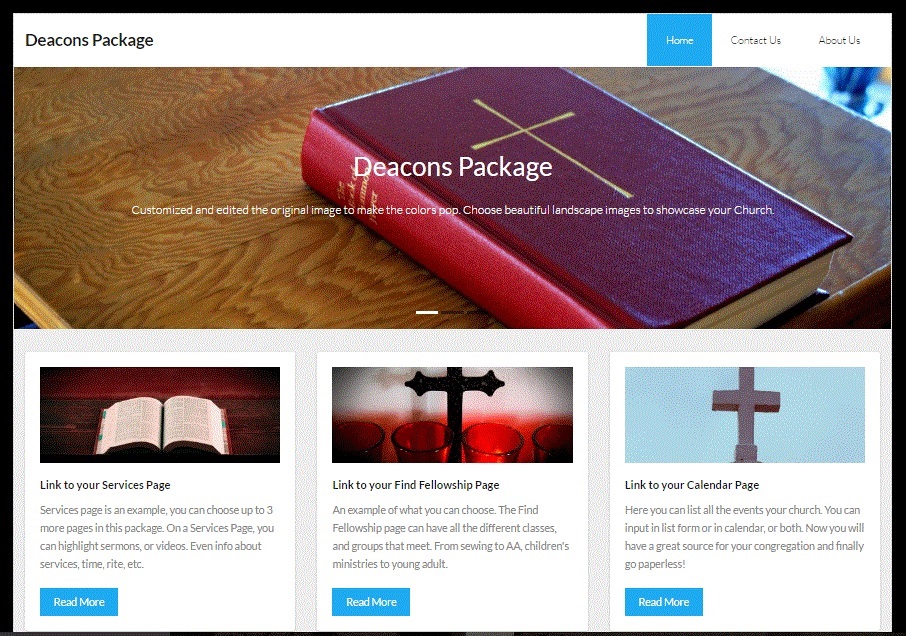 Deacons Package
Home Contact Us About Us
Deacons Package
Customized and edited the original image to make the colors pop. Choose beautiful landscape images to showcase your Church.
Link to your Services Page
Services page is an example, you can choose up to 3
more pages in this package. On a Services Page, you
can highlight sermons, or videos. Even info about
services, time, rite, etc.
Read More
Link to your Find Fellowship Page
An example of what you can choose. The Find
Fellowship page can have all the different classes,
and groups that meet. From sewing to AA, children's
ministries to young adult.
Read More
Link to your Calendar Page
Here you can list all the events your church. You can
input in list form or in calendar, or both. Now you will
have a great source for your congregation and finally
go paperless!
Read More